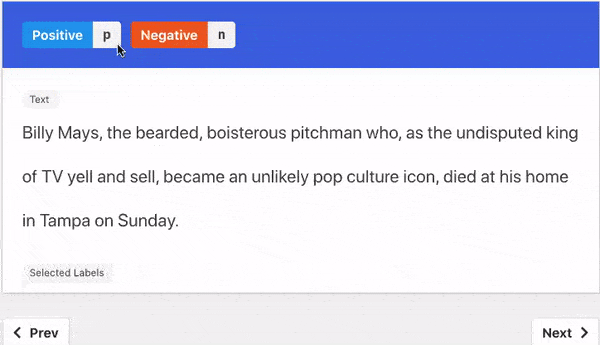 Positive p Negative n
Text
Billy Mays, the bearded, boisterous pitchman who, as the undisputed king
of TV yell and sell, became an unlikely pop culture icon, died at his home
in Tampa on Sunday.
Selected Labels
Prev Next